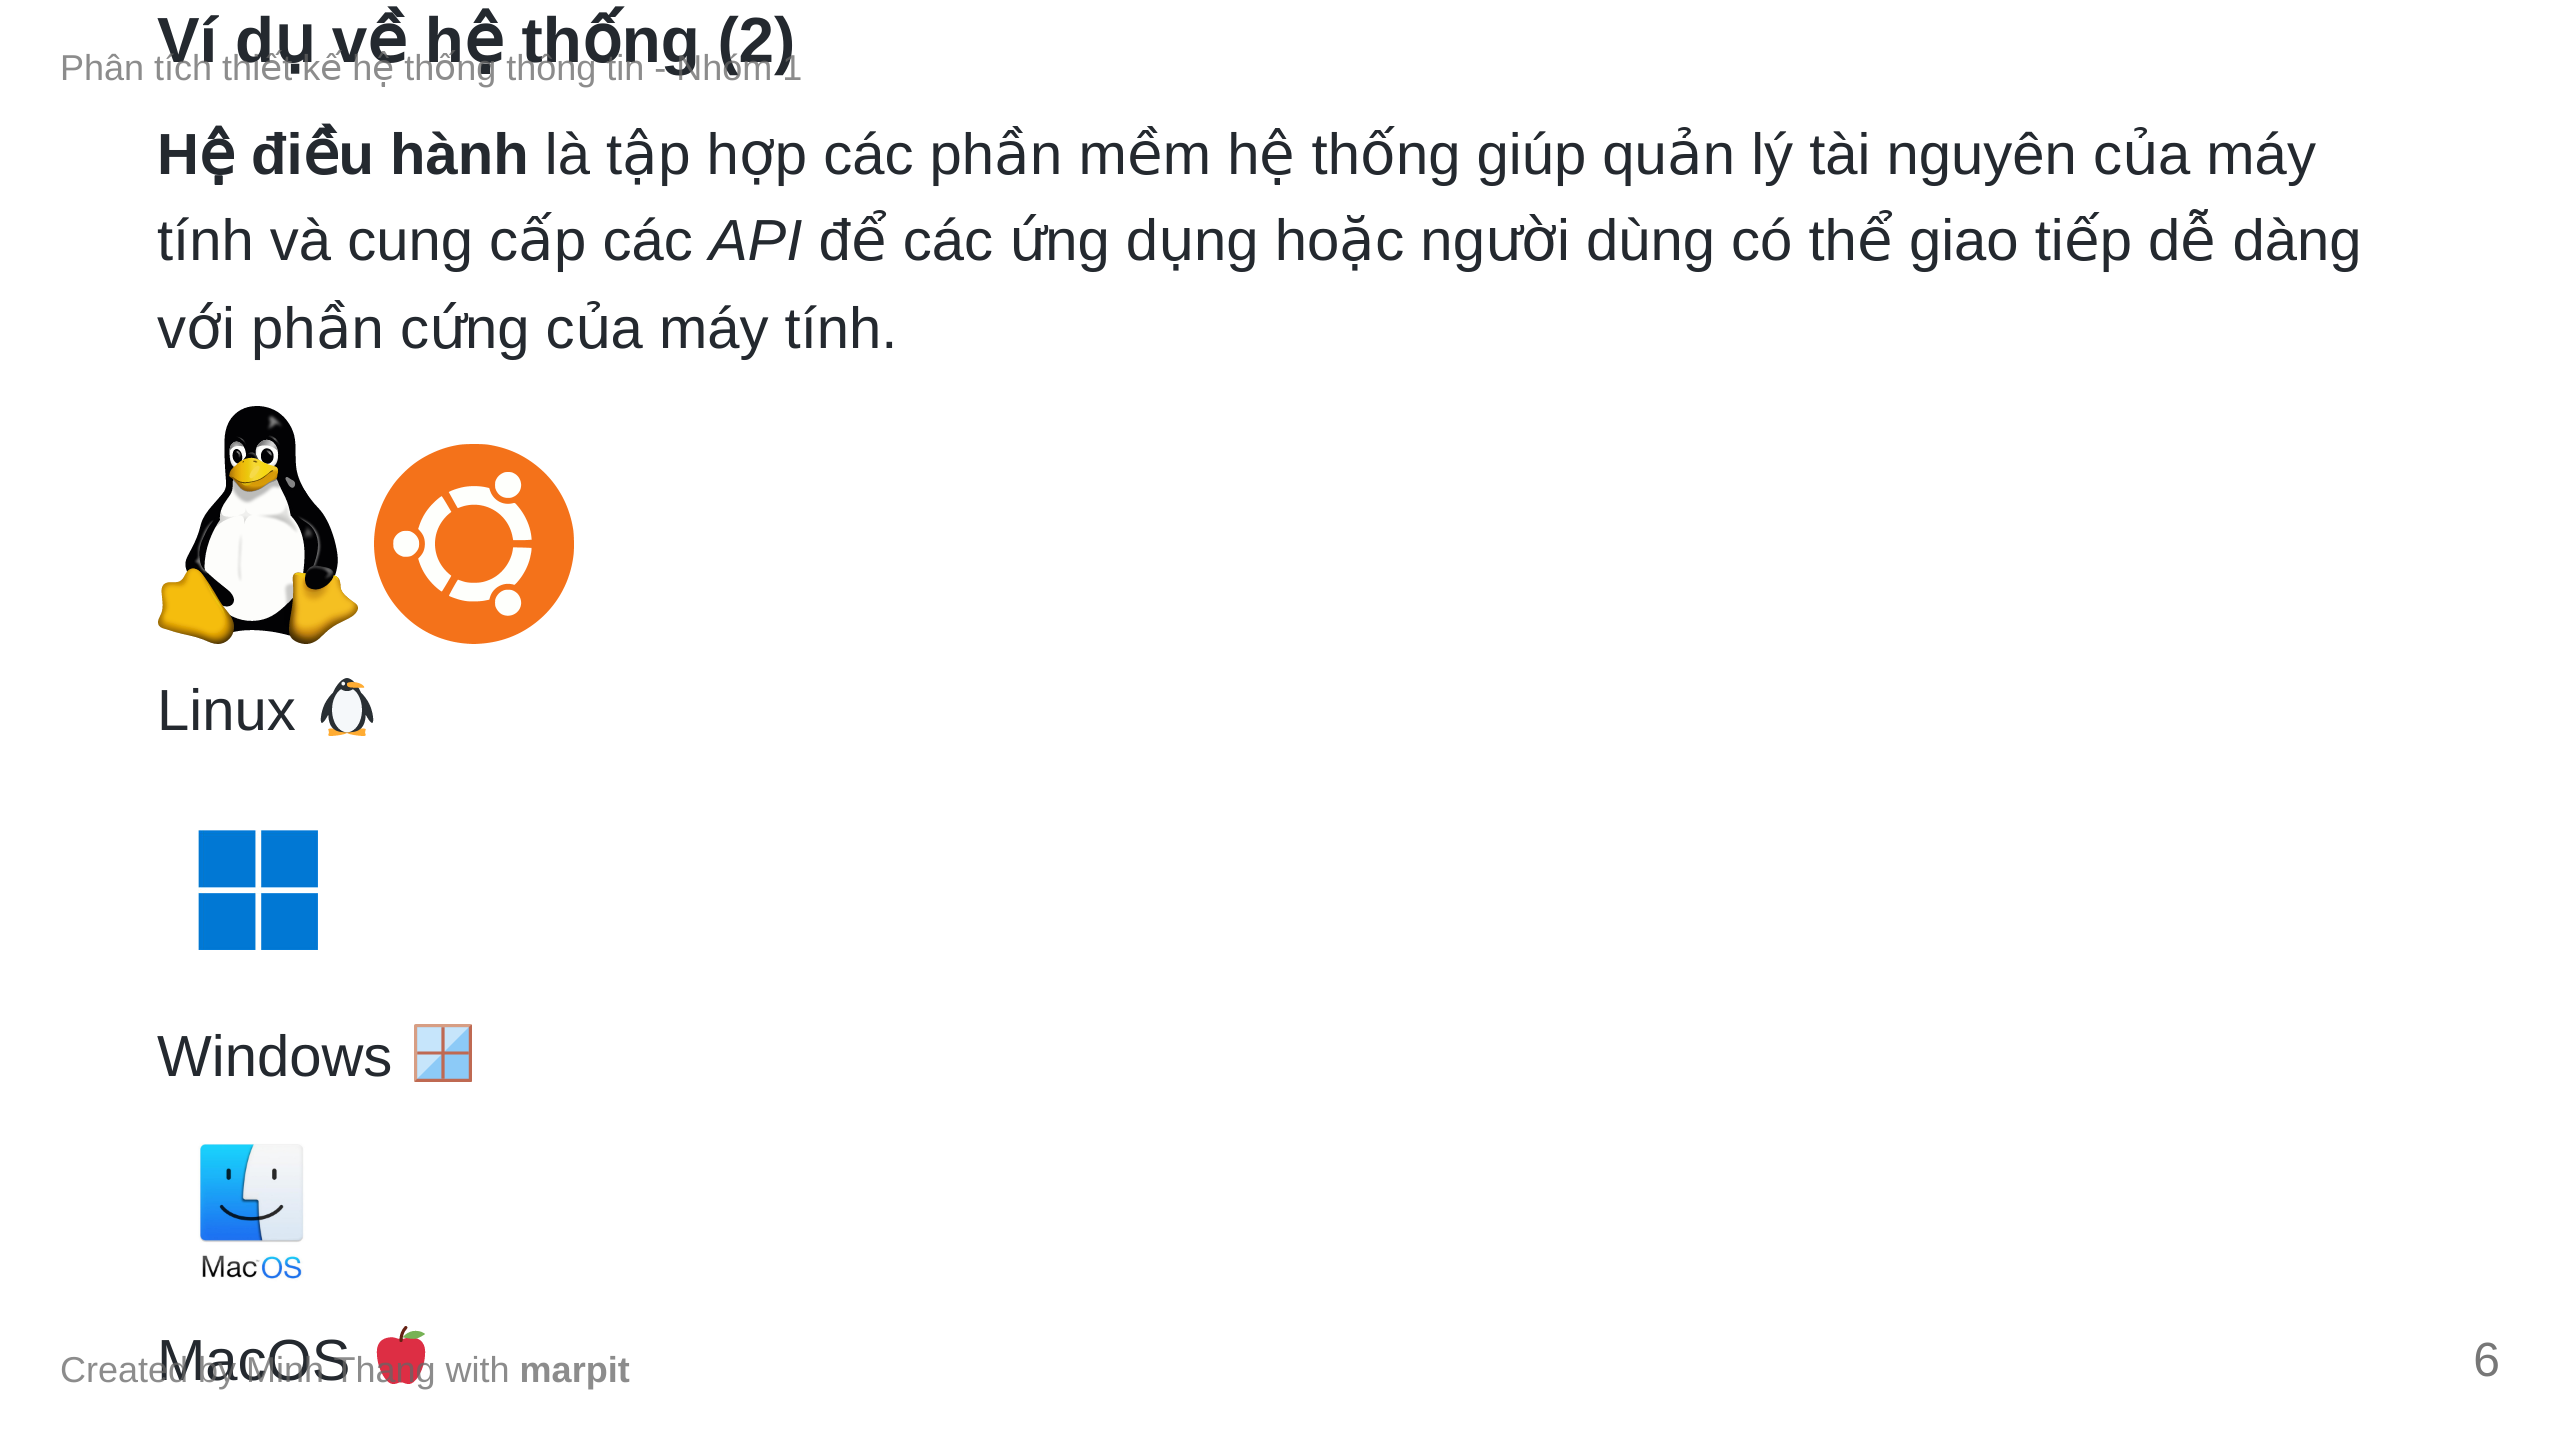 Ví dụ về hệ thống (2)
Phân tích thiết kế hệ thống thông tin - Nhóm 1
Hệ điều hành là tập hợp các phần mềm hệ thống giúp quản lý tài nguyên của máy
tính và cung cấp các API để các ứng dụng hoặc người dùng có thể giao tiếp dễ dàng
với phần cứng của máy tính.
Linux
Windows
MacOS
MacOS
Created by Minh Thang with marpit
6